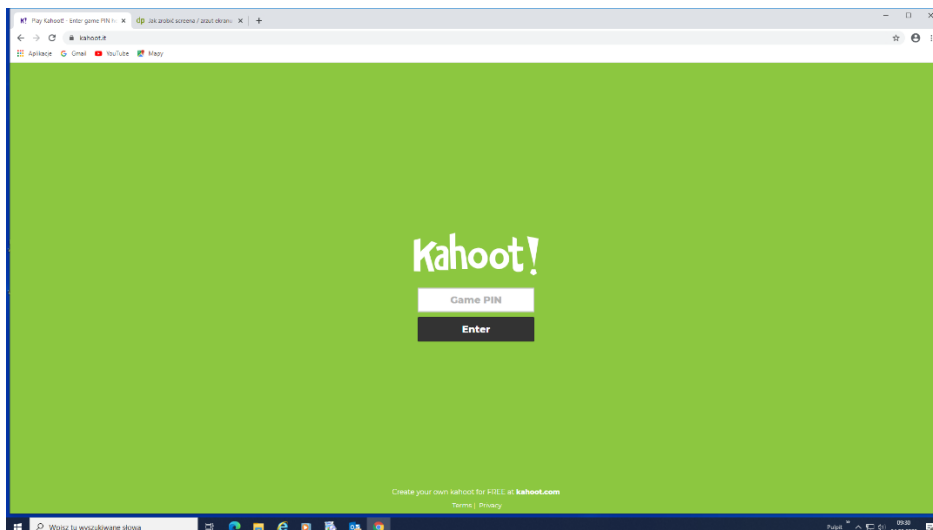 Play Kahoot! - Enter game PIN h
Jak zrobić screena / zrzut ekranu
kahoot.it
Aplikacje Gmail YouTube Mapy
Kahoot!
Game PIN
Enter
Create your own kahoot for FREE at kahoot.com
Terms | Privacy
Wpisz tu wyszukiwane słowa
Pulpit
09:30